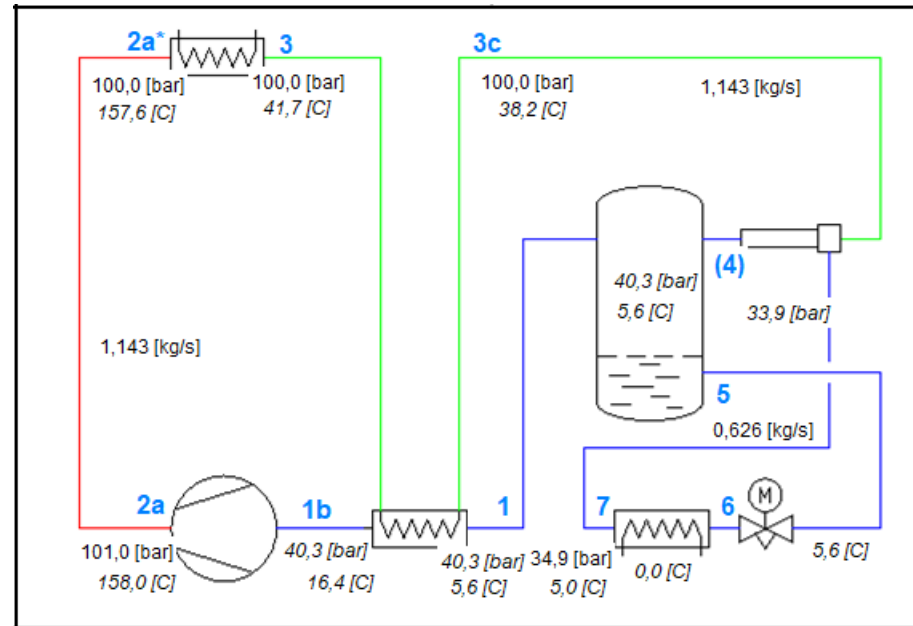 2a*
3
3c
100,0 [bar]
157,6 [C]
100,0 [bar]
41,7 [C]
100,0 [bar]
38,2 [C]
1,143 [kg/s]
(4)
40,3 [bar]
5,6 [C]
33,9 [bar]
1,143 [kg/s]
5
0,626 [kg/s]
2a
1b
1
7
6
M
101,0 [bar]
158,0 [C]
40,3 [bar]
16,4 [C]
40,3 [bar]
5,6 [C]
34,9 [bar]
5,0 [C]
0,0 [C]
5,6 [C]